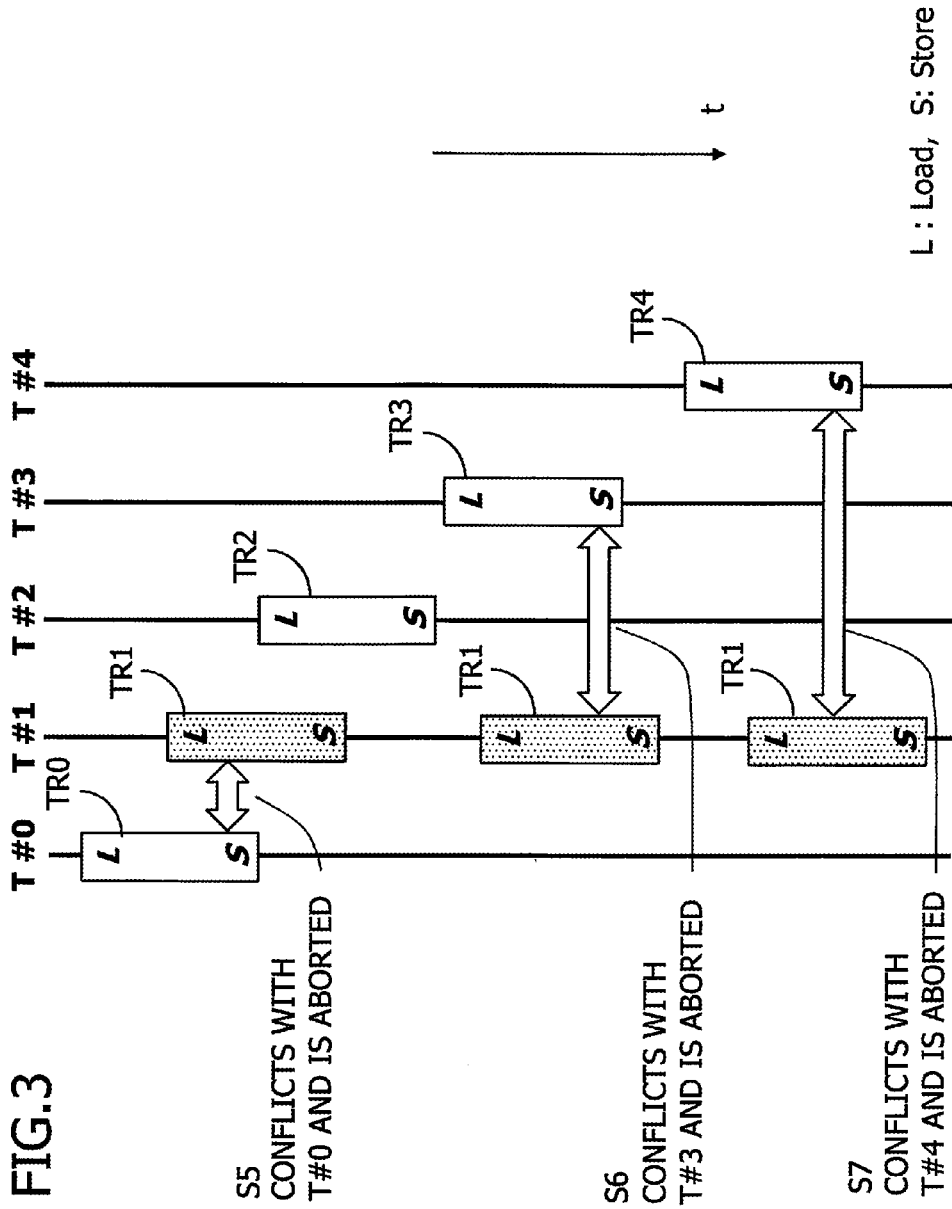 FIG.3
T #0
T #1
T #2
T #3
T #4
TR0
L
S
TR1
L
S
S5
CONFLICTS WITH
T#0 AND IS ABORTED
TR2
L
S
TR3
L
S
TR1
L
S
S6
CONFLICTS WITH
T#3 AND IS ABORTED
TR4
L
S
TR1
L
S
S7
CONFLICTS WITH
T#4 AND IS ABORTED
t
L : Load, S: Store